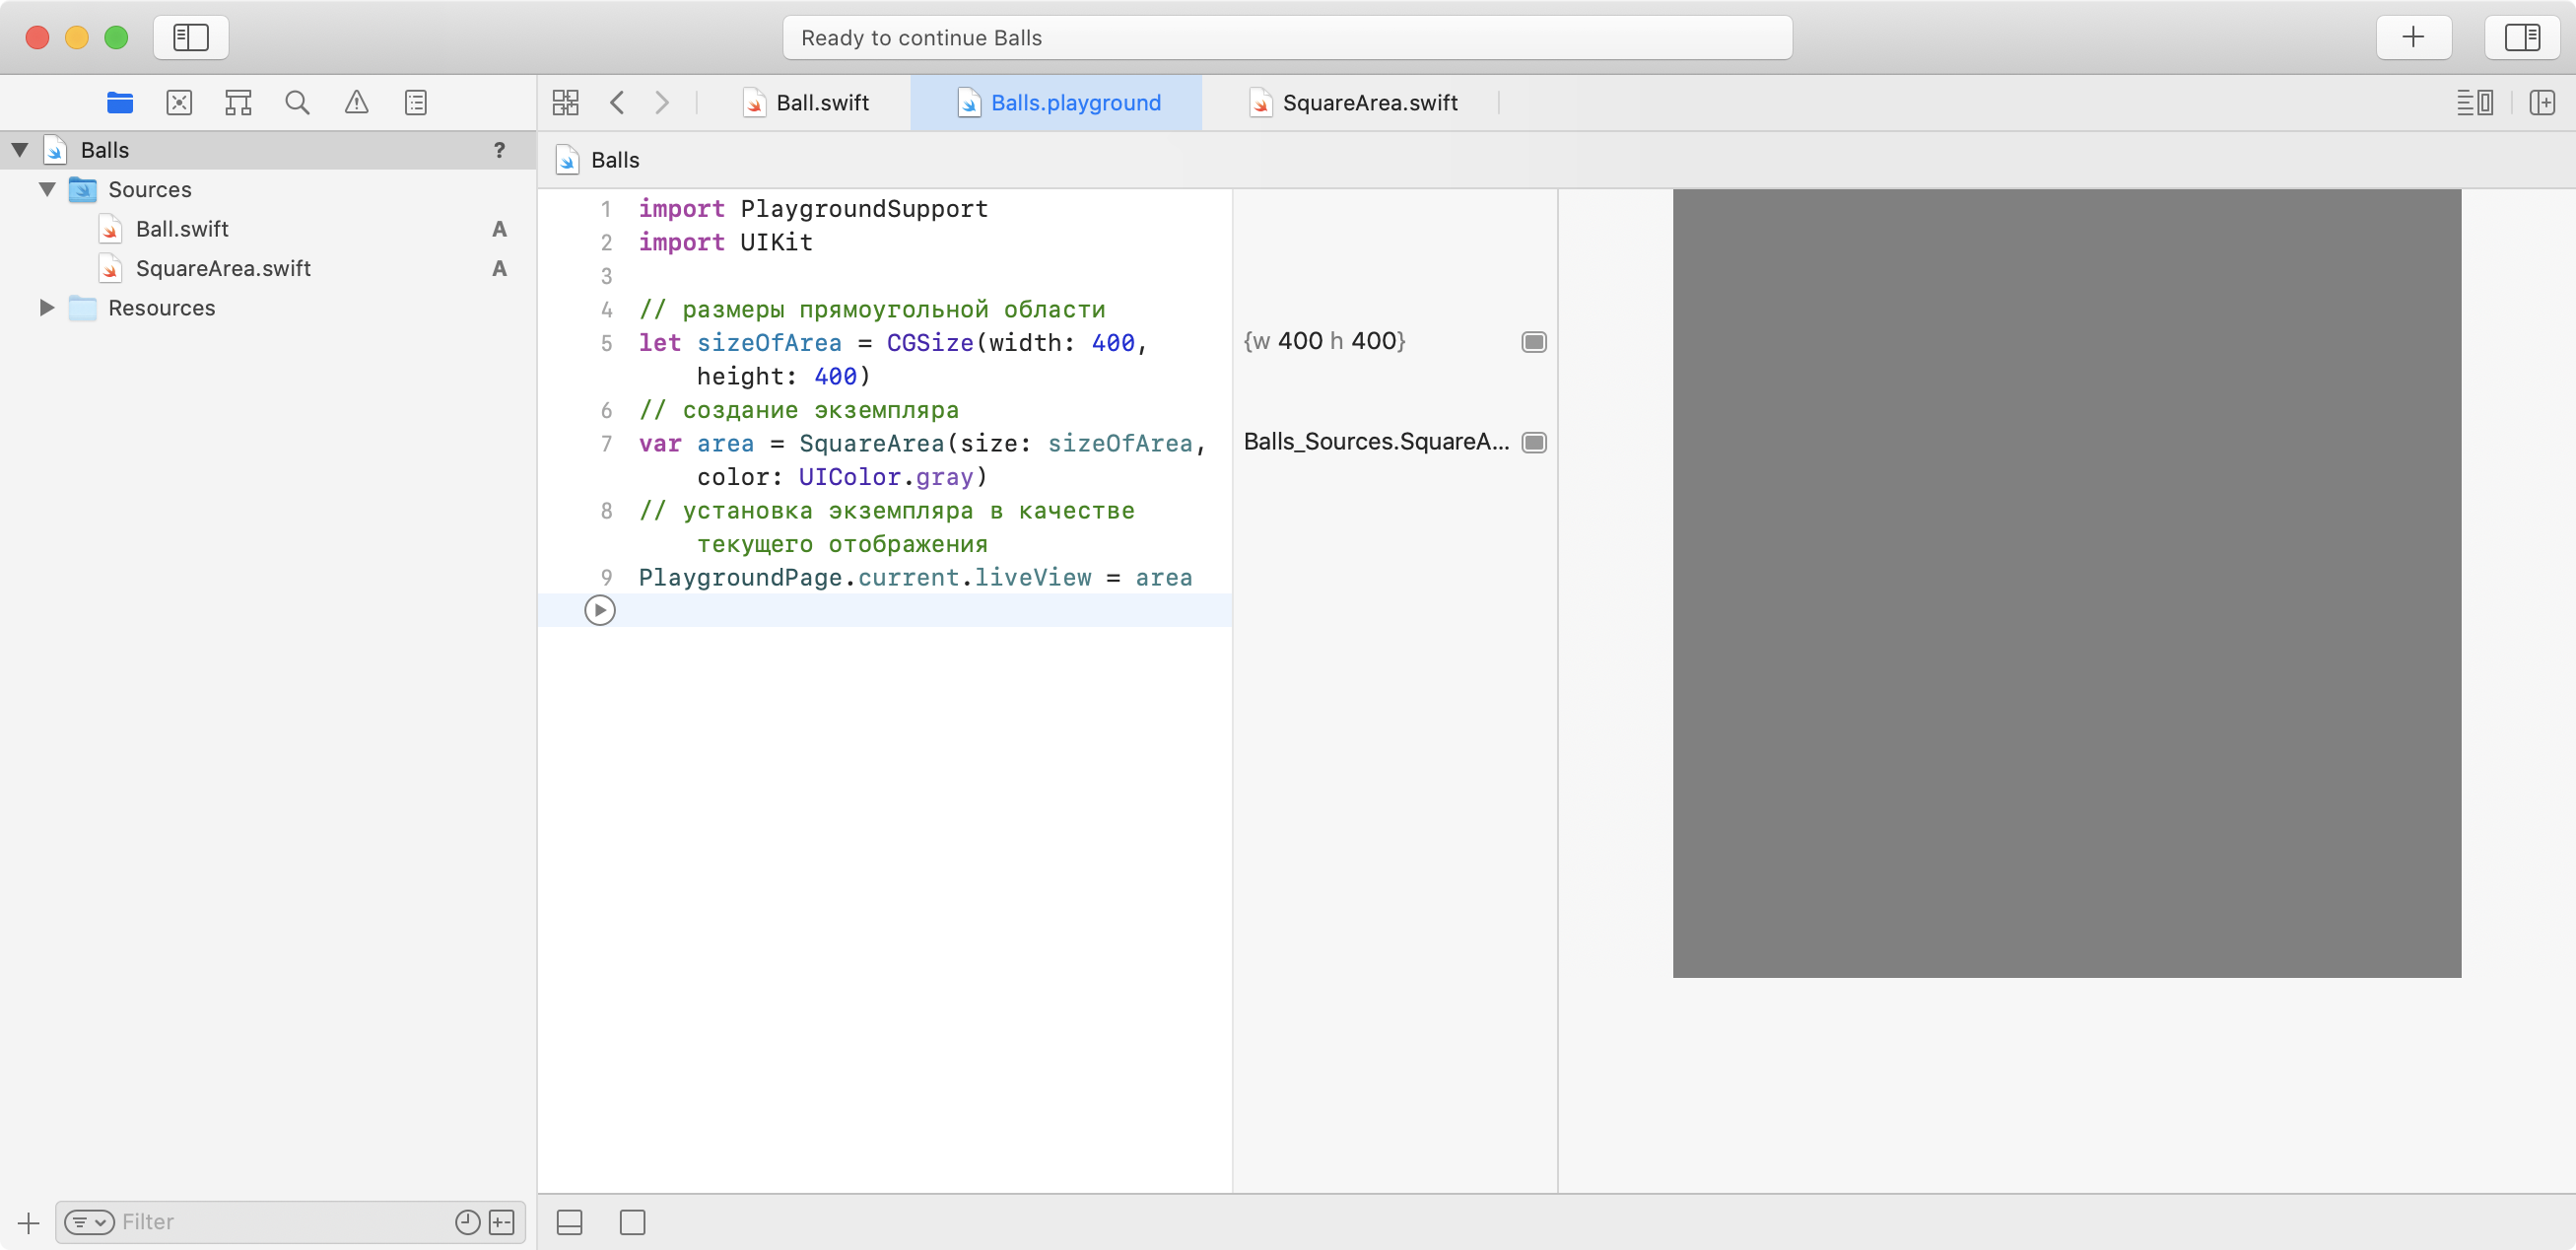 Ready to continue Balls
Ball.swift
Balls.playground
SquareArea.swift
Balls
?
Sources
Ball.swift
A
SquareArea.swift
A
Resources
Balls
1 import PlaygroundSupport
2 import UIKit
3
4 // размеры прямоугольной области
5 let sizeOfArea = CGSize(width: 400,
height: 400)
6 // создание экземпляра
7 var area = SquareArea(size: sizeOfArea,
color: UIColor.gray)
8 // установка экземпляра в качестве
текущего отображения
9 PlaygroundPage.current.liveView = area
{w 400 h 400}
Balls_Sources.SquareA...
Filter